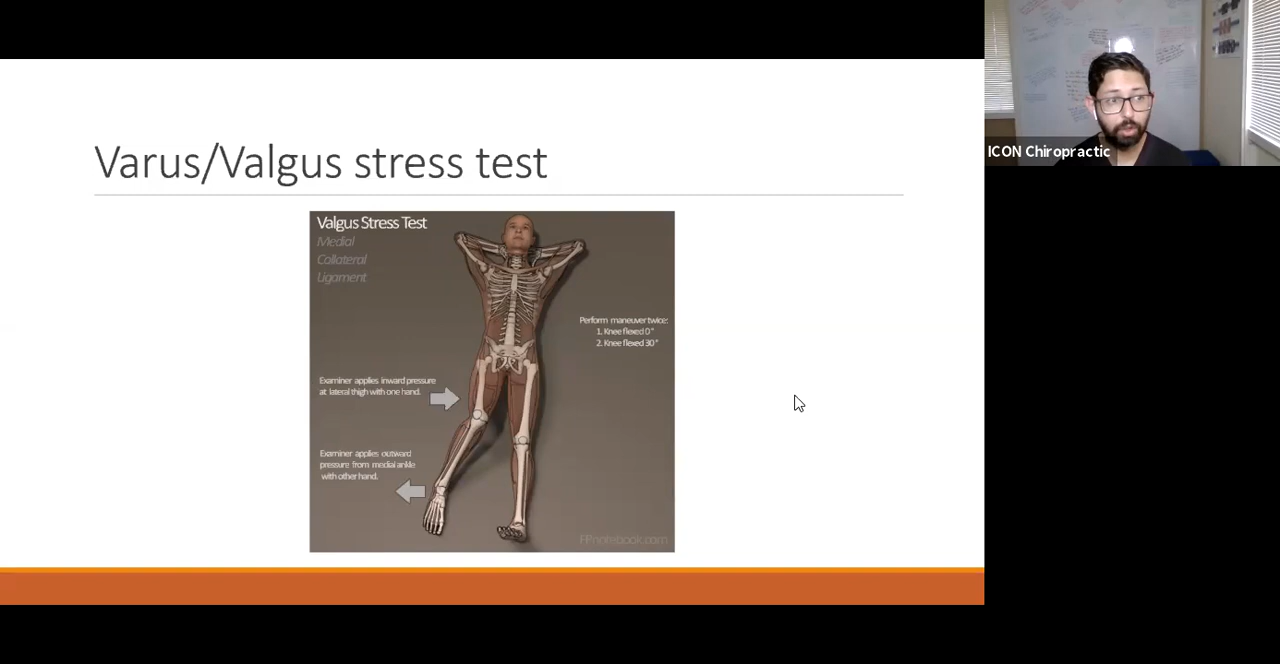 Varus/Valgus stress test
Valgus Stress Test
Medial
Collateral
Ligament
Perform maneuver twice:
1. Knee flexed 0°
2. Knee flexed 30°
Examiner applies inward pressure
at lateral thigh with one hand.
Examiner applies outward
pressure from medial ankle
with other hand.
FPnotebook.com
ICON Chiropractic